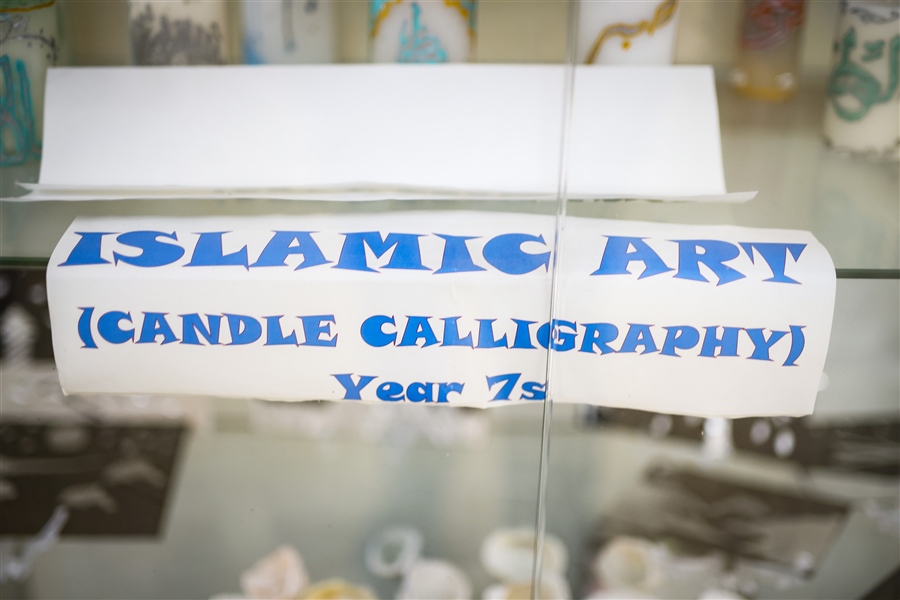 ISLAMIC ART
(CANDLE CALLIGRAPHY)
Year 7s